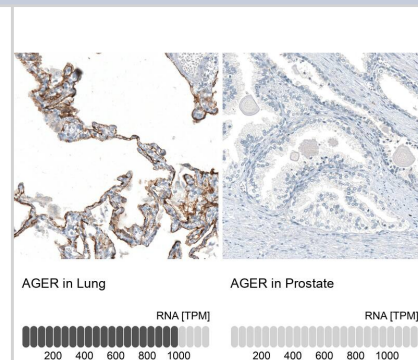 AGER in Lung
AGER in Prostate
RNA [TPM]
RNA [TPM]
200 400 600 800 1000
200 400 600 800 1000